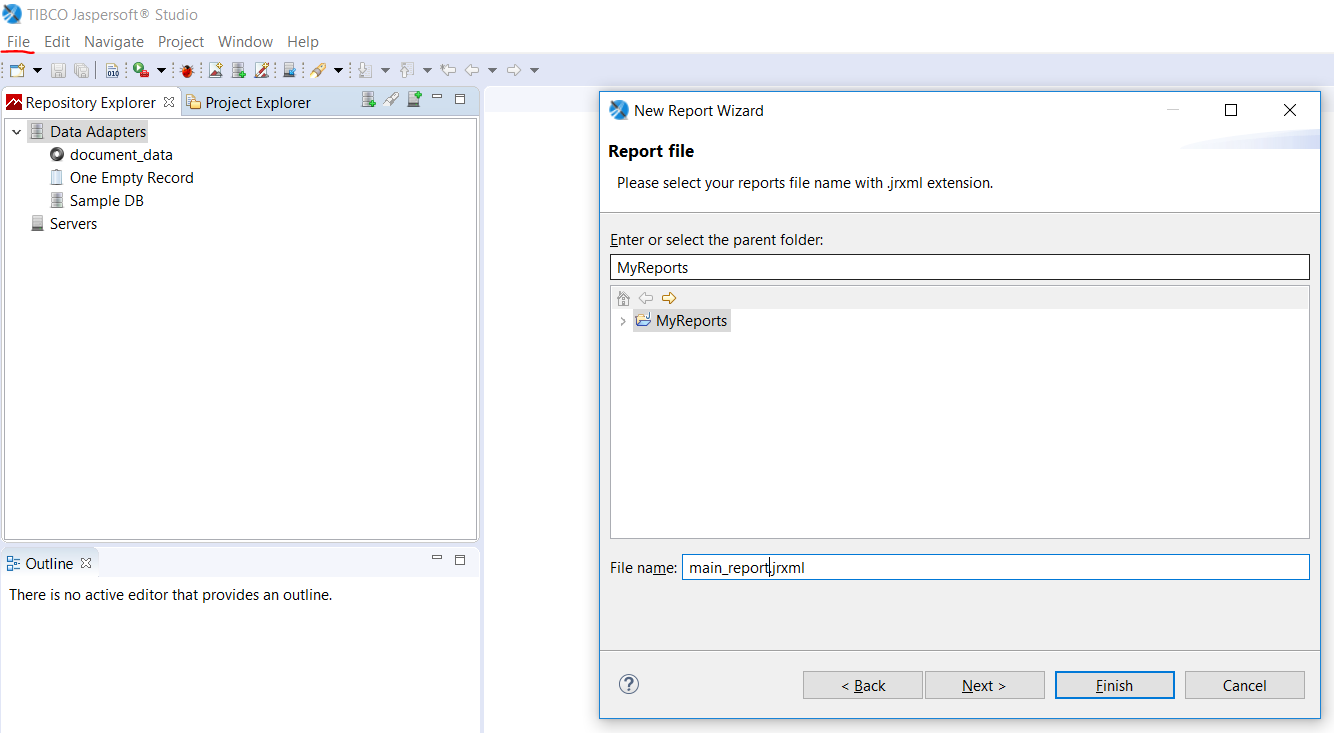 TIBCO Jaspersoft® Studio
File Edit Navigate Project Window Help
010
Repository Explorer Project Explorer
Data Adapters
document_data
One Empty Record
Sample DB
Servers
Outline
There is no active editor that provides an outline.
New Report Wizard
Report file
Please select your reports file name with .jrxml extension.
Enter or select the parent folder:
MyReports
MyReports
File name: main_report.jrxml
? < Back Next > Finish Cancel